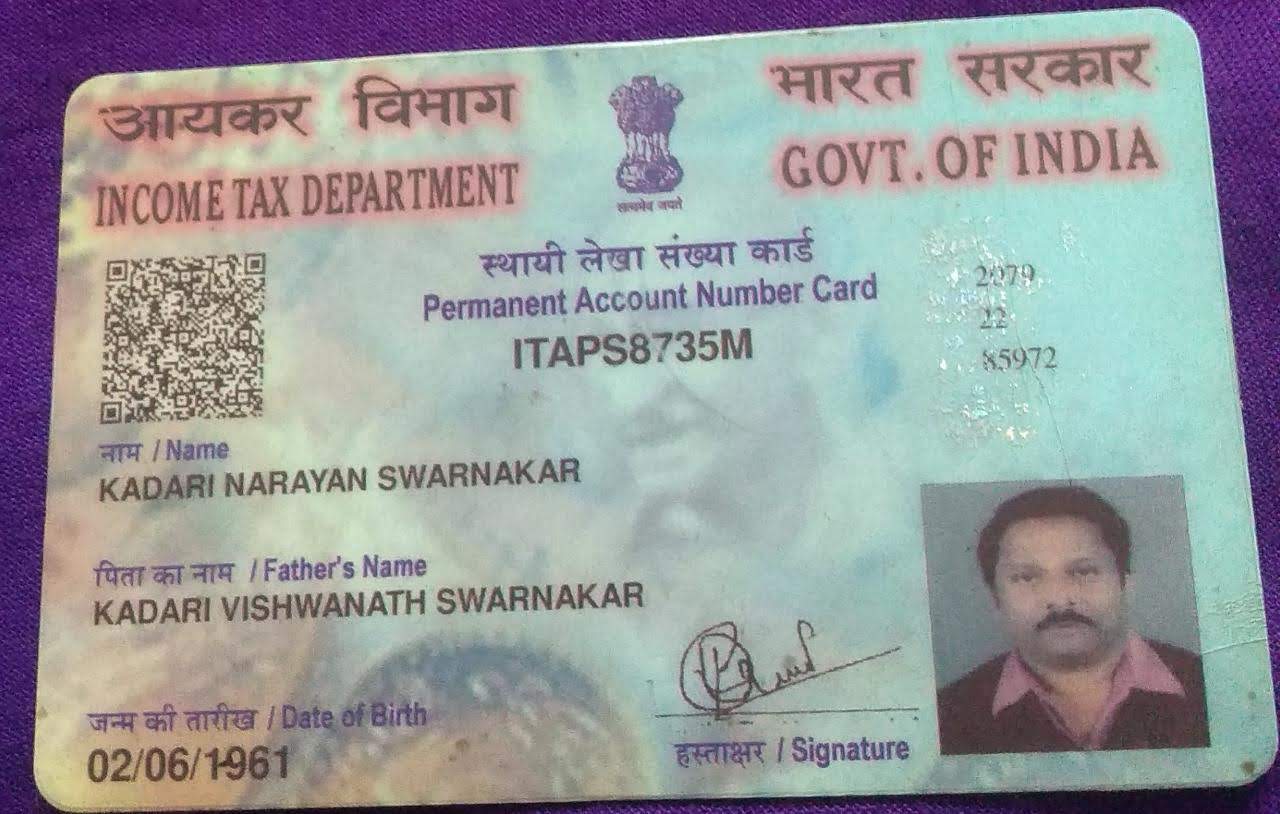 आयकर विभाग
INCOME TAX DEPARTMENT
सत्यमेव जयते
भारत सरकार
GOVT. OF INDIA
स्थायी लेखा संख्या कार्ड
Permanent Account Number Card
ITAPS8735M
2079
22
85972
नाम / Name
KADARI NARAYAN SWARNAKAR
पिता का नाम / Father's Name
KADARI VISHWANATH SWARNAKAR
जन्म की तारीख / Date of Birth
02/06/1961
हस्ताक्षर / Signature